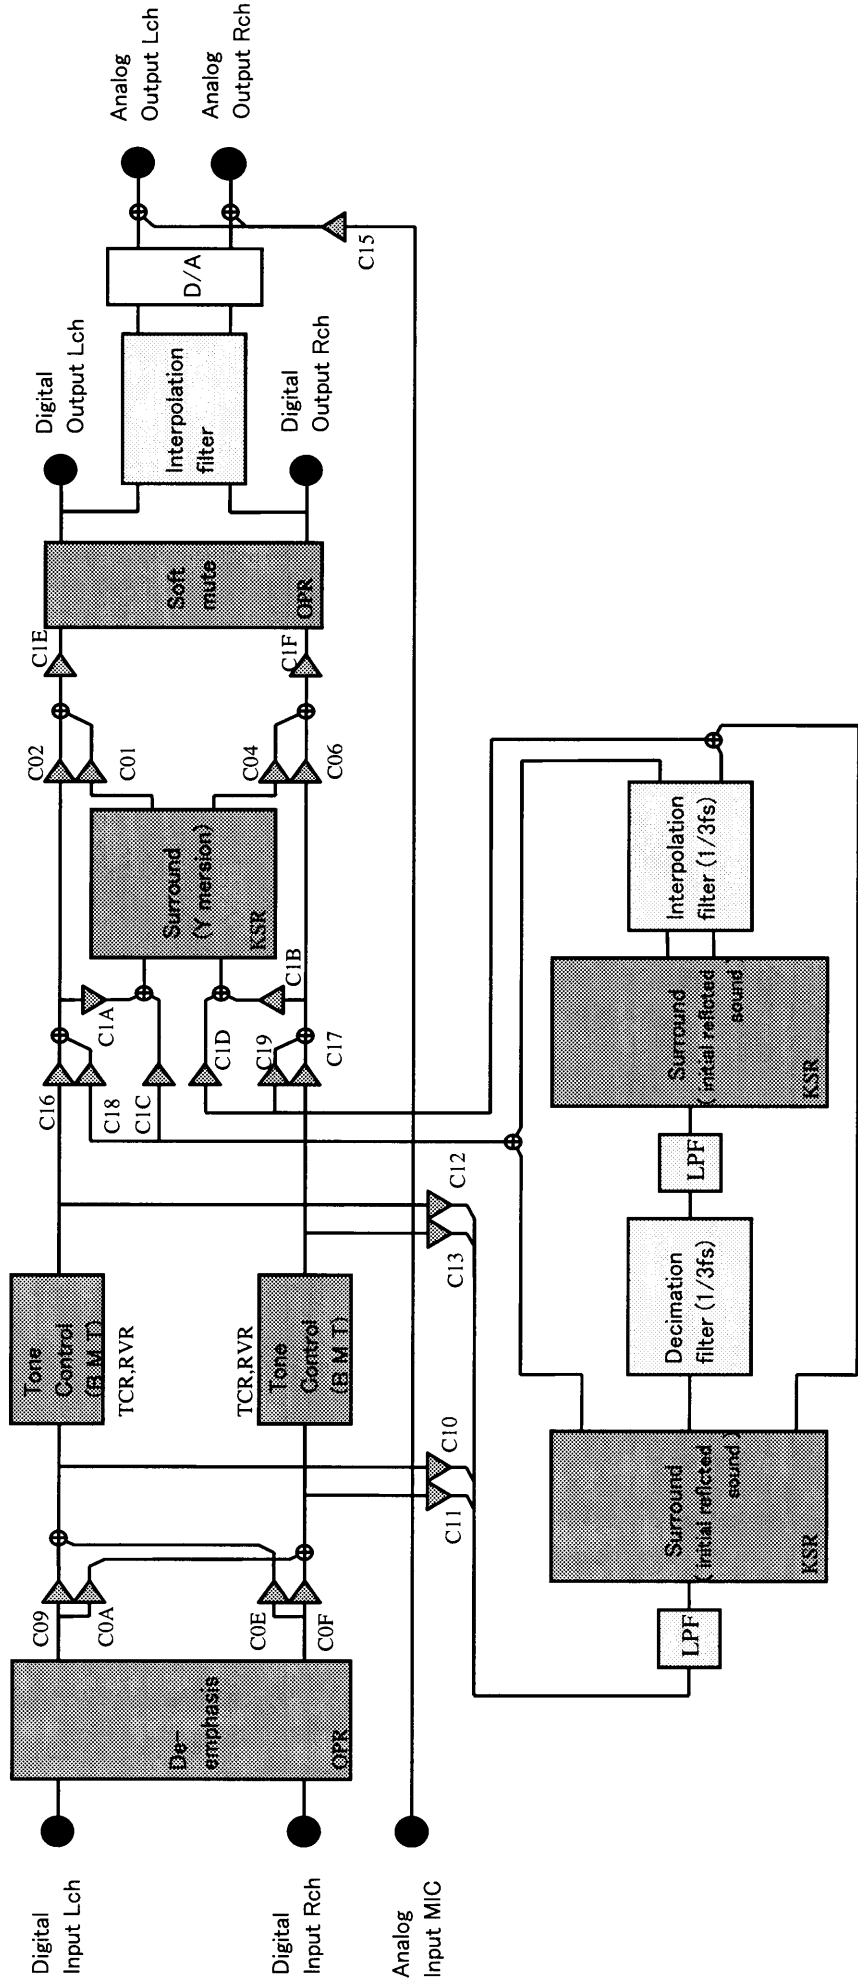 Digital
Input Lch
Digital
Input Rch
Analog
Input MIC
De-
emphasis
OPR
C09
C0A
C0E
C0F
C11
C10
Tone
Control
(B M T)
TCR,RVR
TCR,RVR
Tone
Control
(B M T)
C13
C12
C16
C18
C1C
C1D
C19
C17
C1A
C1B
Surround
(Y mersion)
KSR
C02
C01
C04
C06
C1E
C1F
Soft
mute
OPR
Digital
Output Lch
Digital
Output Rch
Interpolation
filter
D/A
C15
Analog
Output Lch
Analog
Output Rch
LPF
Surround
( initial reflcted
sound )
KSR
Decimation
filter (1/3fs)
LPF
Surround
( initial reflcted
sound )
KSR
Interpolation
filter (1/3fs)